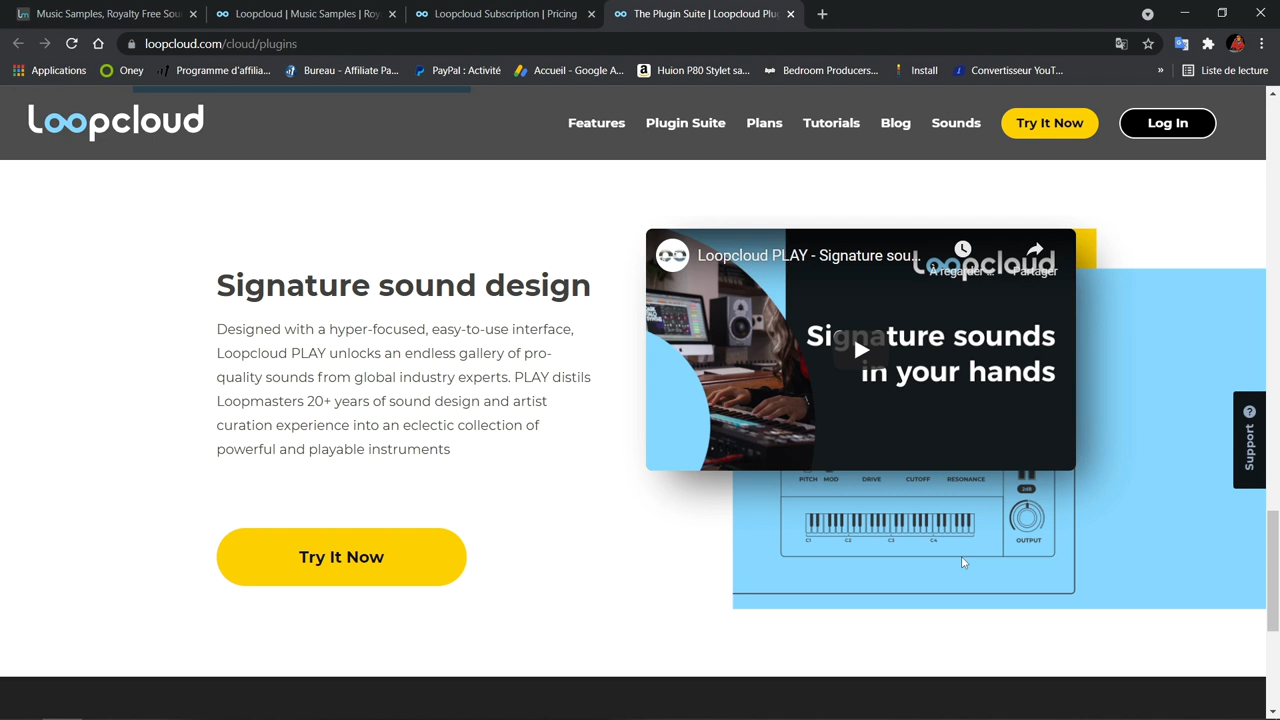 Music Samples, Royalty Free Sou
Loopcloud | Music Samples | Roy
Loopcloud Subscription | Pricing
The Plugin Suite | Loopcloud Plu
loopcloud.com/cloud/plugins
Applications
Oney
Programme d'affilia...
Bureau - Affiliate Pa...
PayPal : Activité
Accueil - Google A...
Huion P80 Stylet sa...
Bedroom Producers...
Install
Convertisseur YouT...
»
Liste de lecture
Loopcloud
Features
Plugin Suite
Plans
Tutorials
Blog
Sounds
Try It Now
Log In
Signature sound design
Designed with a hyper-focused, easy-to-use interface,
Loopcloud PLAY unlocks an endless gallery of pro-
quality sounds from global industry experts. PLAY distils
Loopmasters 20+ years of sound design and artist
curation experience into an eclectic collection of
powerful and playable instruments
Try It Now
Loopcloud PLAY - Signature sou...
Loopcloud
À regarder ...
Partager
Signature sounds
in your hands
PITCH MOD DRIVE CUTOFF RESONANCE
C1 C2 C3 C4
OUTPUT
Support